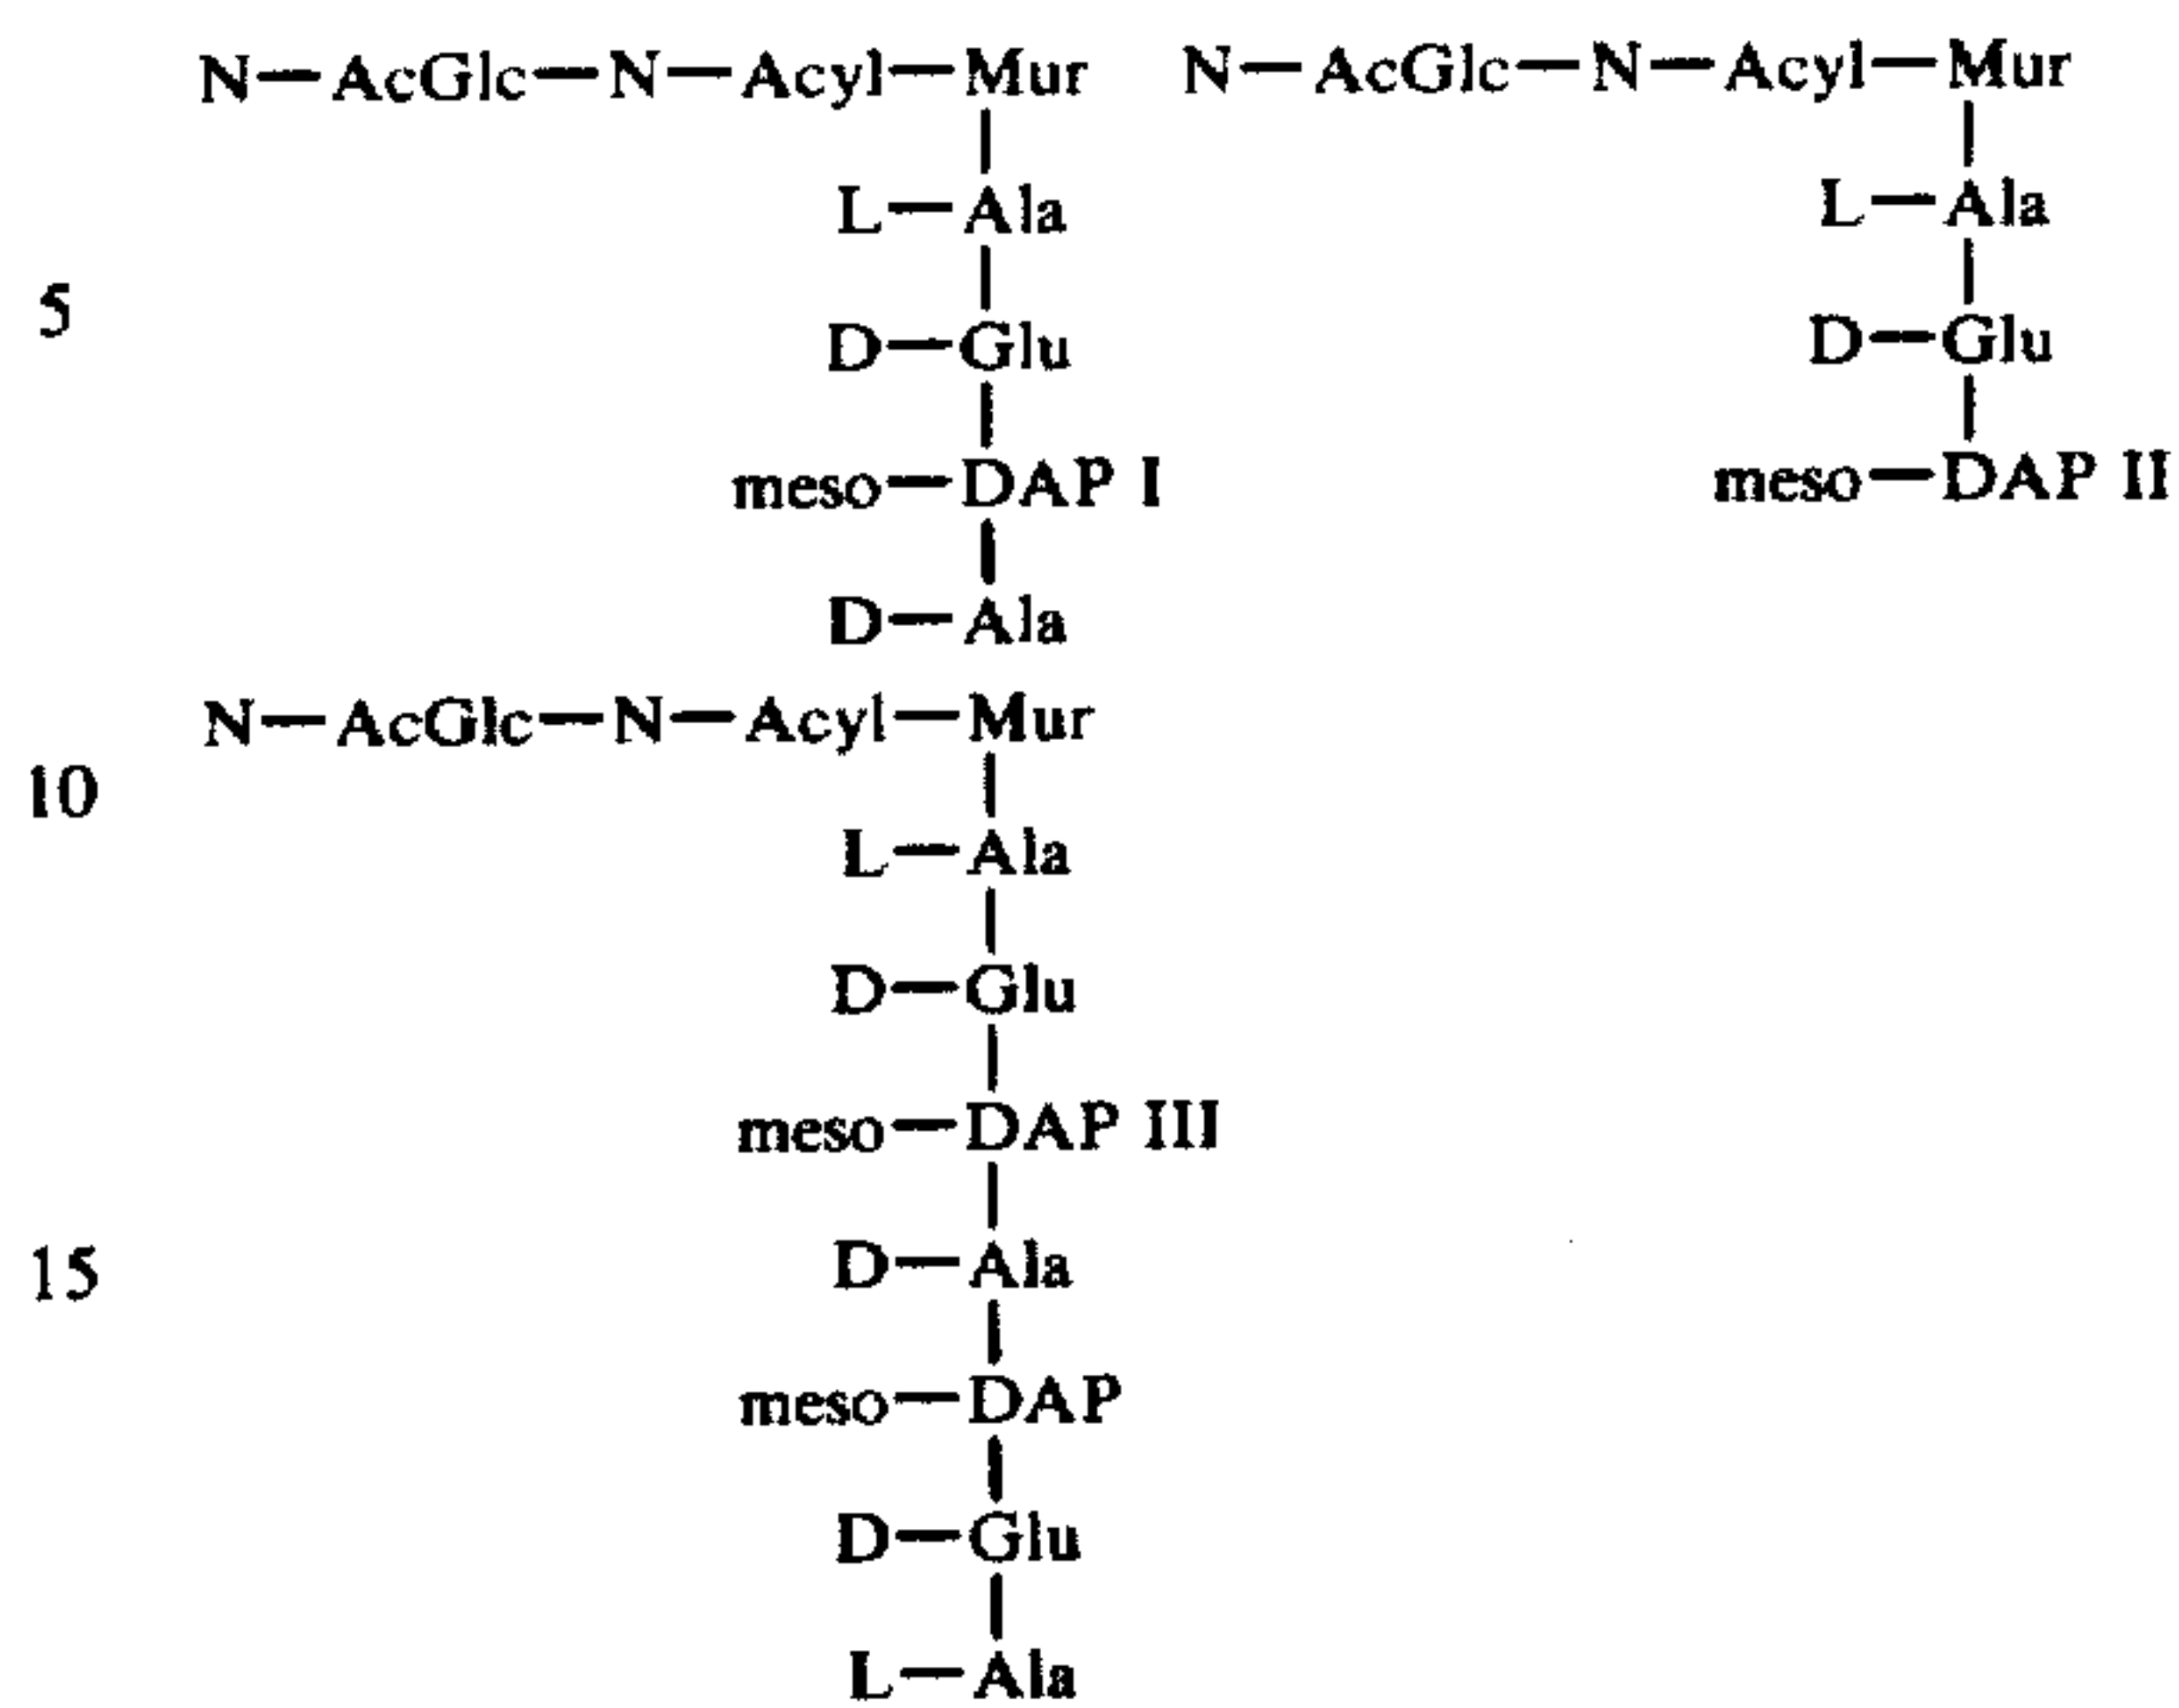 N—AcGlc—N—Acyl—Mur N—AcGlc—N—Acyl—Mur
L—Ala L—Ala
5
D—Glu D—Glu
meso—DAP I meso—DAP II
D—Ala
N—AcGlc—N—Acyl—Mur
10
L—Ala
D—Glu
meso—DAP III
D—Ala
15
meso—DAP
D—Glu
L—Ala